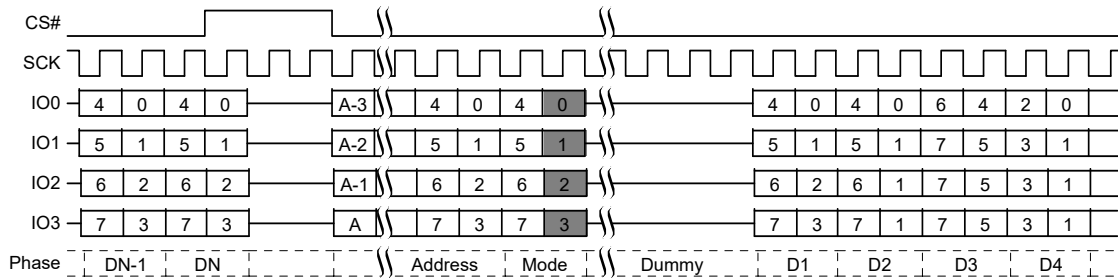 CS#
SCK
IO0 4 0 4 0 A-3 4 0 4 0 4 0 4 0 6 4 2 0
IO1 5 1 5 1 A-2 5 1 5 1 5 1 5 1 7 5 3 1
IO2 6 2 6 2 A-1 6 2 6 2 6 2 6 1 7 5 3 1
IO3 7 3 7 3 A 7 3 7 3 7 3 7 1 7 5 3 1
Phase DN-1 DN Address Mode Dummy D1 D2 D3 D4